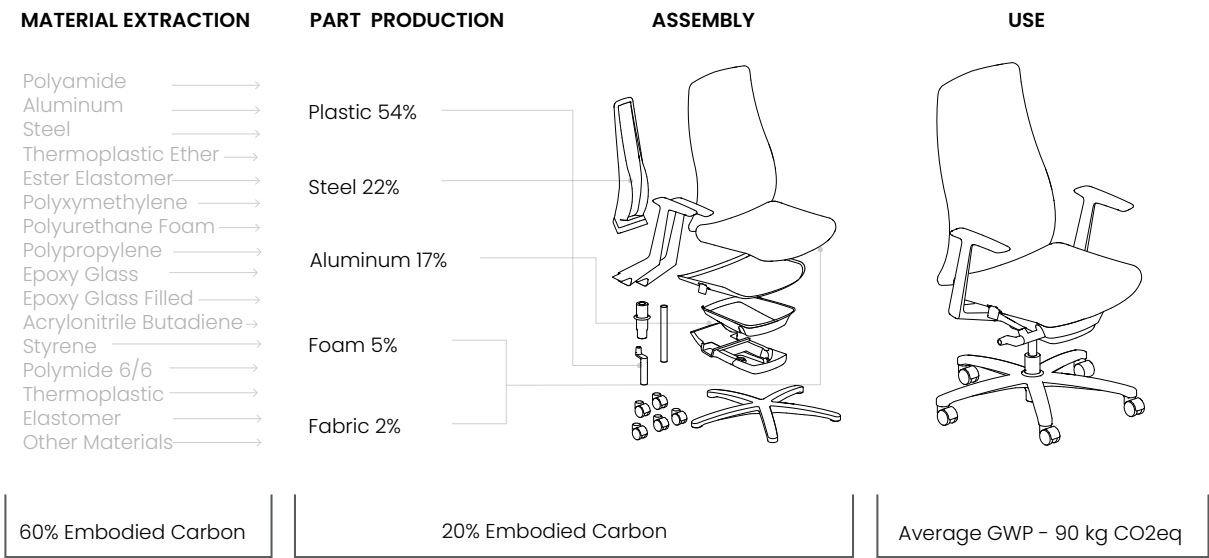 MATERIAL EXTRACTION
PART PRODUCTION
ASSEMBLY
USE
Polyamide
Aluminum
Steel
Thermoplastic Ether
Ester Elastomer
Polyxymethylene
Polyurethane Foam
Polypropylene
Epoxy Glass
Epoxy Glass Filled
Acrylonitrile Butadiene
Styrene
Polymide 6/6
Thermoplastic
Elastomer
Other Materials
Plastic 54%
Steel 22%
Aluminum 17%
Foam 5%
Fabric 2%
60% Embodied Carbon
20% Embodied Carbon
Average GWP - 90 kg CO2eq